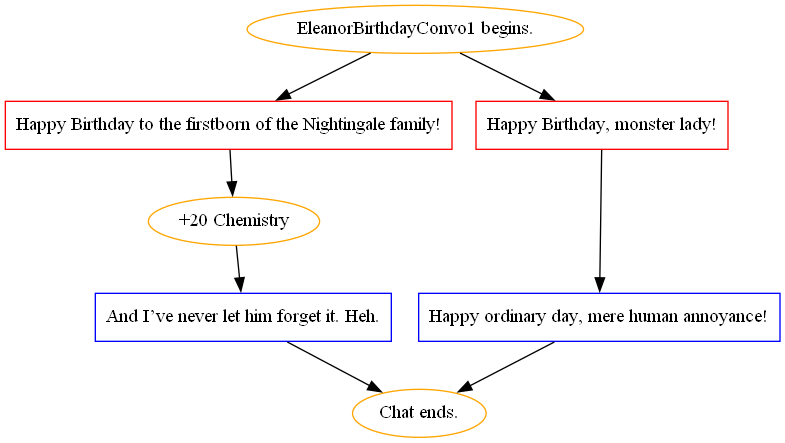 EleanorBirthdayConvo1 begins.
Happy Birthday to the firstborn of the Nightingale family!
Happy Birthday, monster lady!
+20 Chemistry
And I’ve never let him forget it. Heh.
Happy ordinary day, mere human annoyance!
Chat ends.